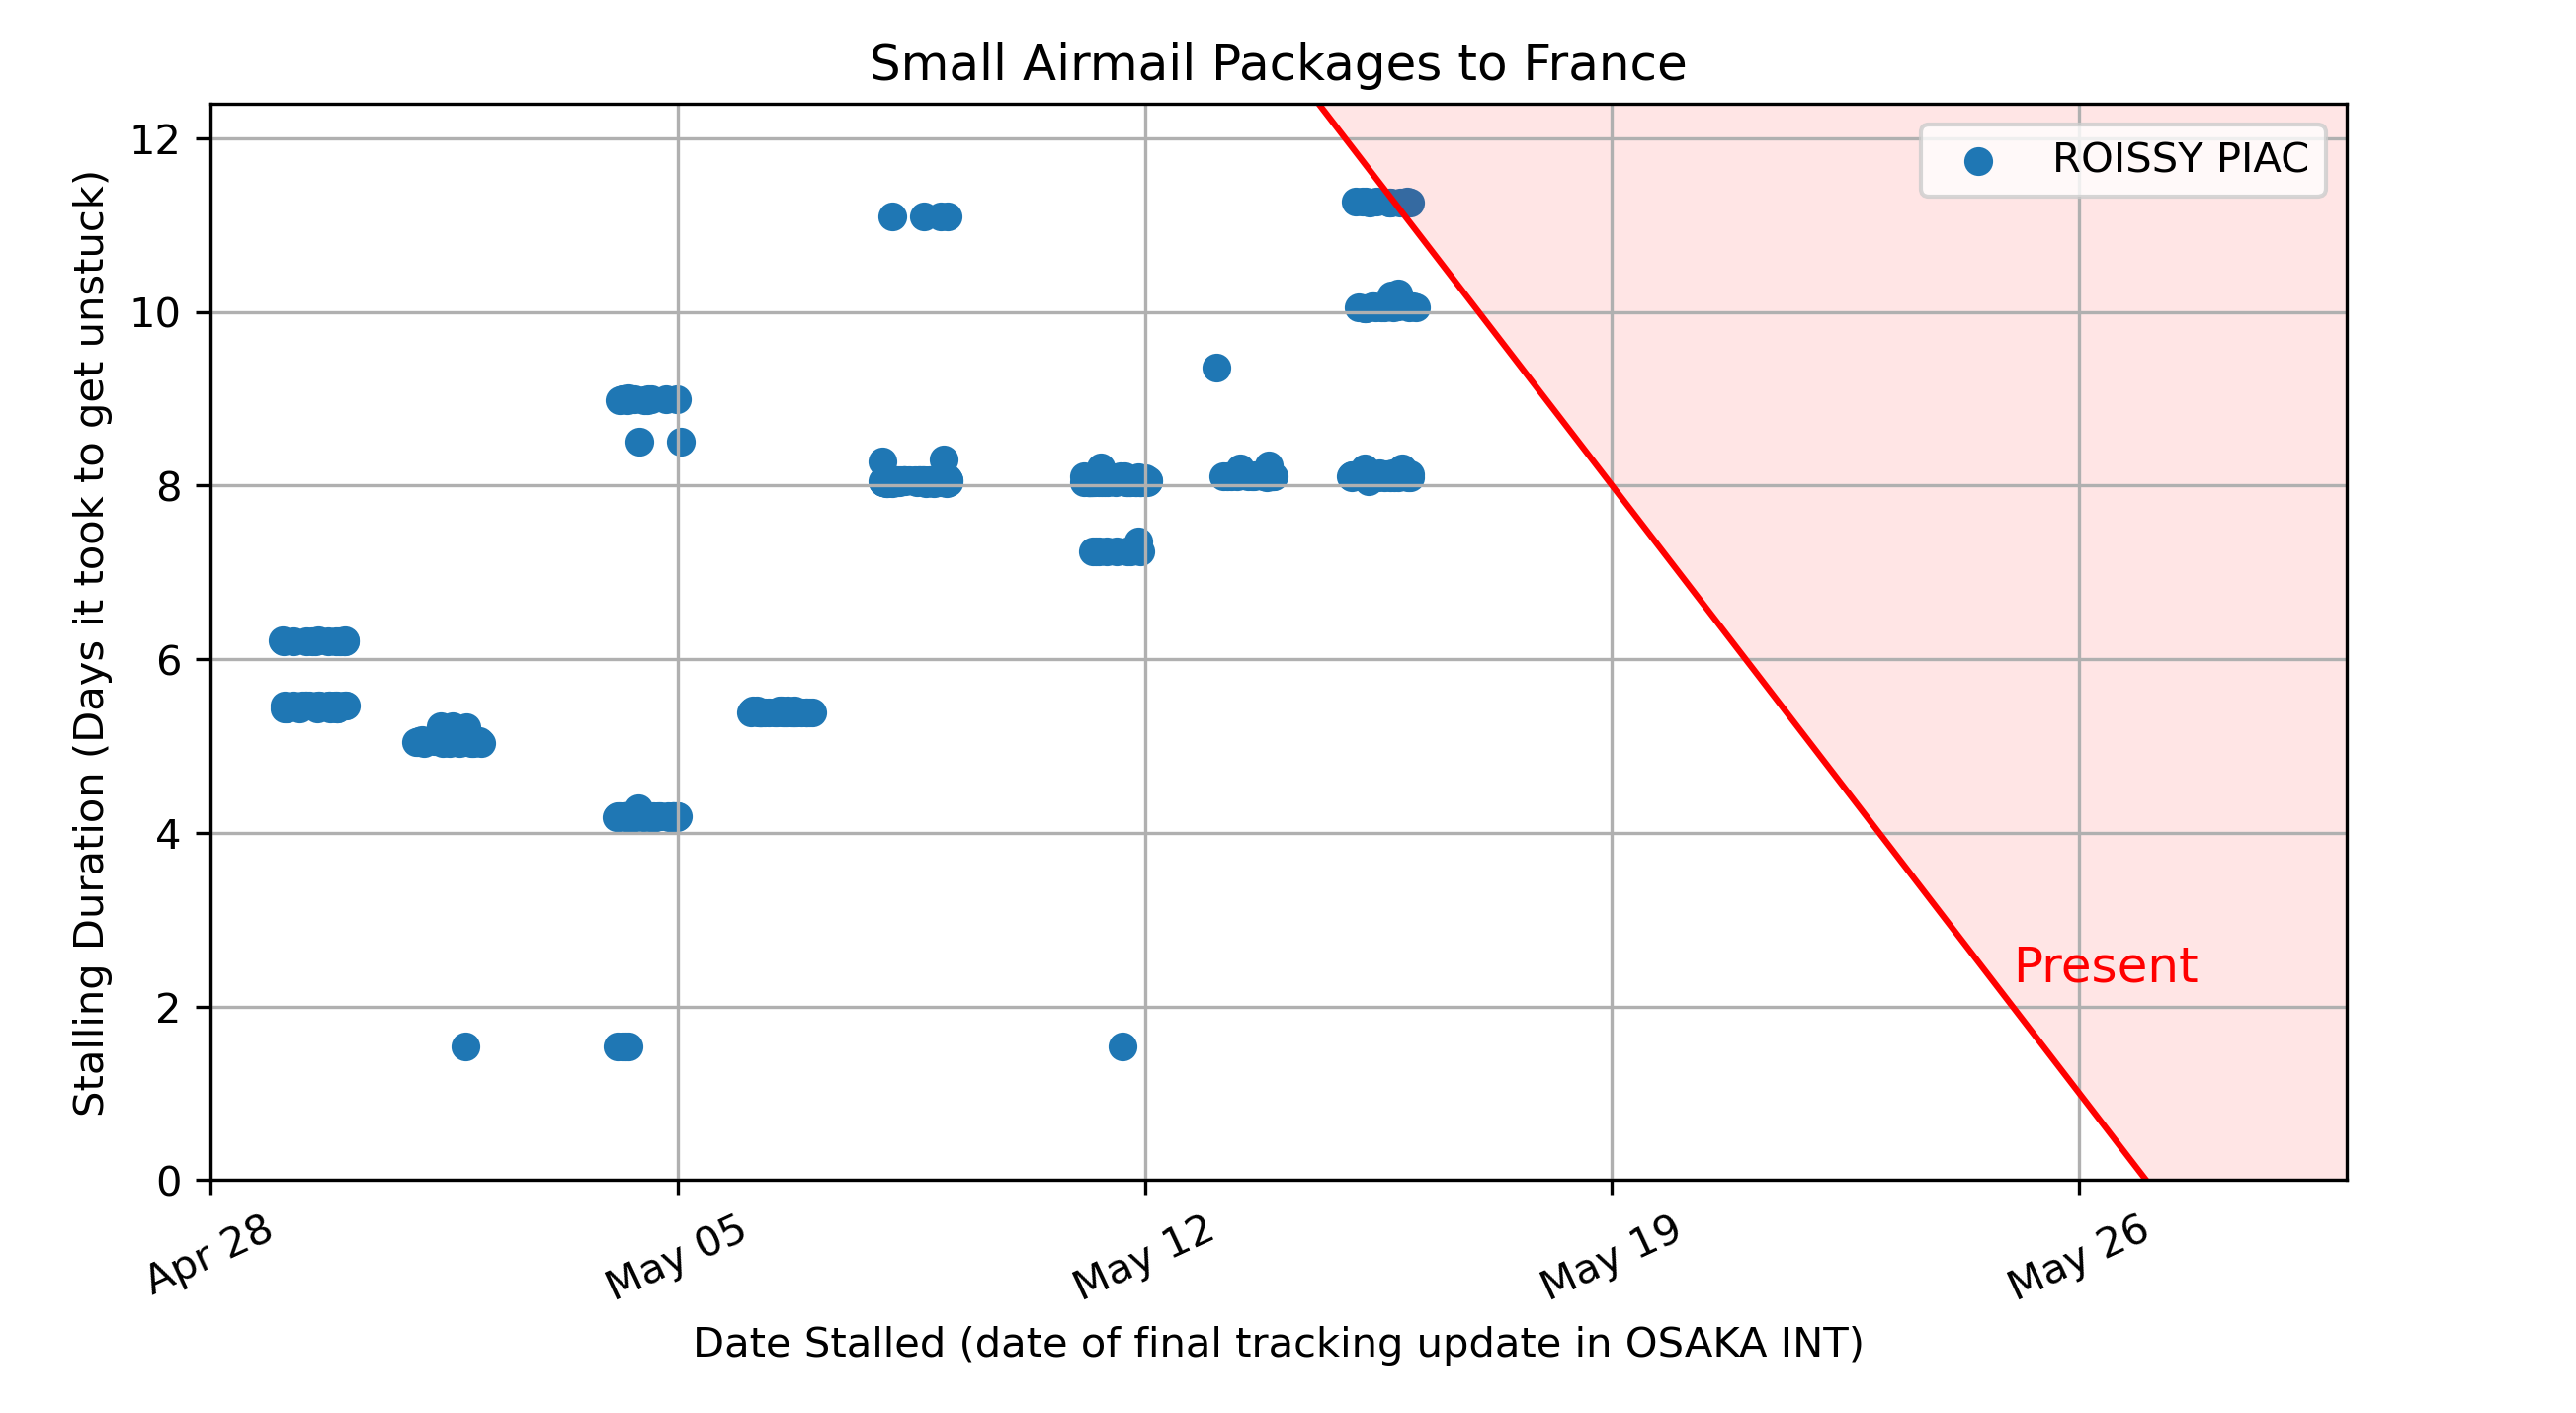 Small Airmail Packages to France
Stalling Duration (Days it took to get unstuck)
12
10
8
6
4
2
0
ROISSY PIAC
Present
Apr 28
May 05
May 12
May 19
May 26
Date Stalled (date of final tracking update in OSAKA INT)